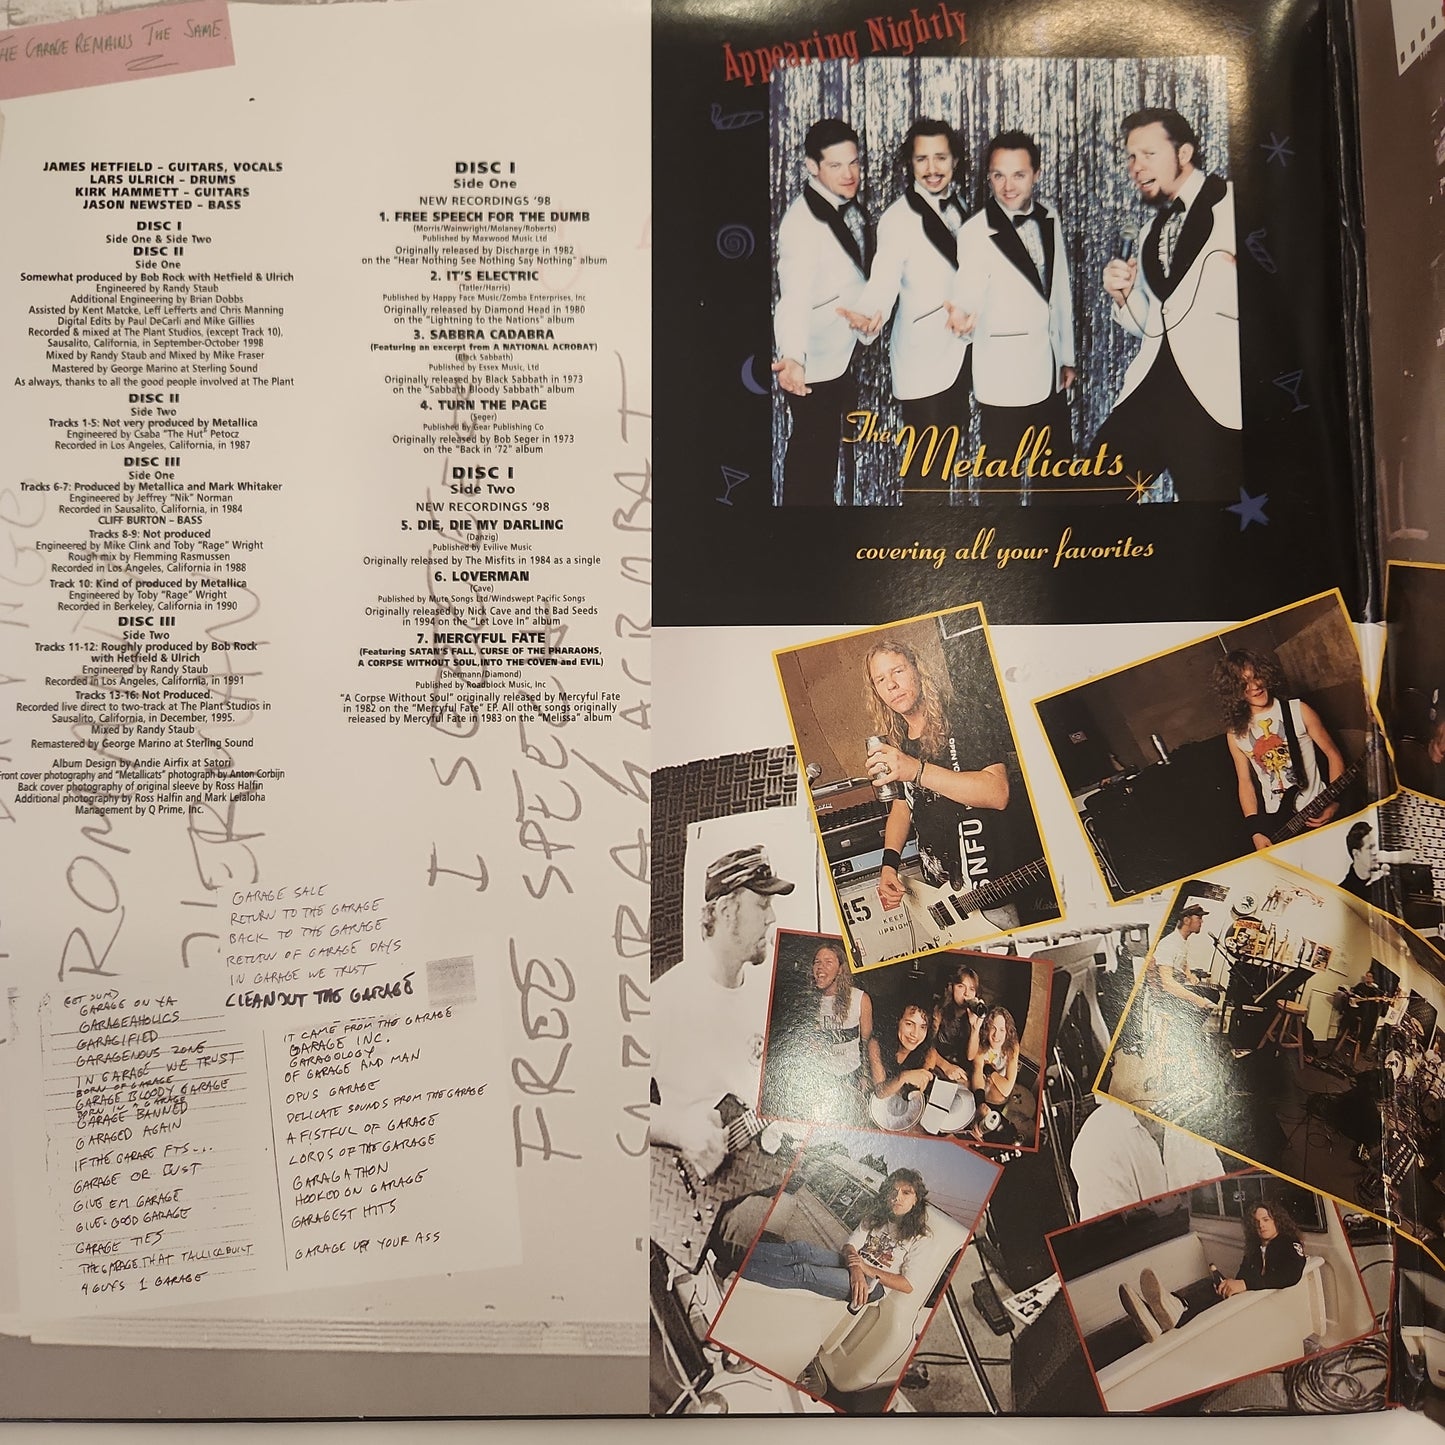 THE GARAGE REMAINS THE SAME.
JAMES HETFIELD – GUITARS, VOCALS
LARS ULRICH – DRUMS
KIRK HAMMETT – GUITARS
JASON NEWSTED – BASS
DISC I
Side One & Side Two
DISC II
Side One
Somewhat produced by Bob Rock with Hetfield & Ulrich
Engineered by Randy Staub
Additional Engineering by Brian Dobbs
Assisted by Kent Matcke, Leff Lefferts and Chris Manning
Digital Edits by Paul DeCarli and Mike Gillies
Recorded & mixed at The Plant Studios, (except Track 10),
Sausalito, California, in September-October 1998
Mixed by Randy Staub and Mixed by Mike Fraser
Mastered by George Marino at Sterling Sound
As always, thanks to all the good people involved at The Plant
DISC II
Side Two
Tracks 1-5: Not very produced by Metallica
Engineered by Csaba "The Hut" Petocz
Recorded in Los Angeles, California, in 1987
DISC III
Side One
Tracks 6-7: Produced by Metallica and Mark Whitaker
Engineered by Jeffrey "Nik" Norman
Recorded in Sausalito, California, in 1984
CLIFF BURTON – BASS
Tracks 8-9: Not produced
Engineered by Mike Clink and Toby "Rage" Wright
Rough mix by Flemming Rasmussen
Recorded in Los Angeles, California in 1988
Track 10: Kind of produced by Metallica
Engineered by Toby "Rage" Wright
Recorded in Berkeley, California in 1990
DISC III
Side Two
Tracks 11-12: Roughly produced by Bob Rock
with Hetfield & Ulrich
Engineered by Randy Staub
Recorded in Los Angeles, California, in 1991
Tracks 13-16: Not Produced.
Recorded live direct to two-track at The Plant Studios in
Sausalito, California, in December, 1995.
Mixed by Randy Staub
Remastered by George Marino at Sterling Sound
Album Design by Andie Airfix at Satori
Front cover photography and "Metallicats" photograph by Anton Corbijn
Back cover photography of original sleeve by Ross Halfin
Additional photography by Ross Halfin and Mark Leialoha
Management by Q Prime, Inc.
DISC I
Side One
NEW RECORDINGS '98
1. FREE SPEECH FOR THE DUMB
(Morris/Wainwright/Molaney/Roberts)
Published by Maxwood Music Ltd
Originally released by Discharge in 1982
on the "Hear Nothing See Nothing Say Nothing" album
2. IT'S ELECTRIC
(Tatler/Harris)
Published by Happy Face Music/Zomba Enterprises, Inc
Originally released by Diamond Head in 1980
on the "Lightning to the Nations" album
3. SABBRA CADABRA
(Featuring an excerpt from A NATIONAL ACROBAT)
(Black Sabbath)
Published by Essex Music, Ltd
Originally released by Black Sabbath in 1973
on the "Sabbath Bloody Sabbath" album
4. TURN THE PAGE
(Seger)
Published by Gear Publishing Co
Originally released by Bob Seger in 1973
on the "Back in '72" album
DISC I
Side Two
NEW RECORDINGS '98
5. DIE, DIE MY DARLING
(Danzig)
Published by Evilive Music
Originally released by The Misfits in 1984 as a single
6. LOVERMAN
(Cave)
Published by Mute Songs Ltd/Windswept Pacific Songs
Originally released by Nick Cave and the Bad Seeds
in 1994 on the "Let Love In" album
7. MERCYFUL FATE
(Featuring SATAN'S FALL, CURSE OF THE PHARAOHS,
A CORPSE WITHOUT SOUL,INTO THE COVEN and EVIL)
(Shermann/Diamond)
Published by Roadblock Music, Inc
"A Corpse Without Soul" originally released by Mercyful Fate
in 1982 on the "Mercyful Fate" EP. All other songs originally
released by Mercyful Fate in 1983 on the "Melissa" album
FREE SPEECH
GARAGE SALE
RETURN TO THE GARAGE
BACK TO THE GARAGE
RETURN OF GARAGE DAYS
IN GARAGE WE TRUST
CLEAN OUT THE GARAGE
GARAGE ON YA
GARAGEAHOLICS
GARAGIFIED
GARAGENOUS ZONE
IN GARAGE WE TRUST
BORN OF GARAGE
GARAGE BLOODY GARAGE
BORN IN A GARAGE
GARAGE BANNED
GARAGED AGAIN
IF THE GARAGE FITS...
GARAGE OR BUST
GIVE EM GARAGE
GIVE GOOD GARAGE
GARAGE TIES
THE GARAGE THAT TALLICA BUILT
4 GUYS 1 GARAGE
IT CAME FROM THE GARAGE
GARAGE INC.
GARAGOLOGY
OF GARAGE AND MAN
OPUS GARAGE
DELICATE SOUNDS FROM THE GARAGE
A FISTFUL OF GARAGE
LORDS OF THE GARAGE
GARAGATHON
HOOKED ON GARAGE
GARAGEST HITS
GARAGE UP YOUR ASS
Appearing Nightly
The Metallicats
covering all your favorites
SNFU
15
KEEP
UPRIGHT